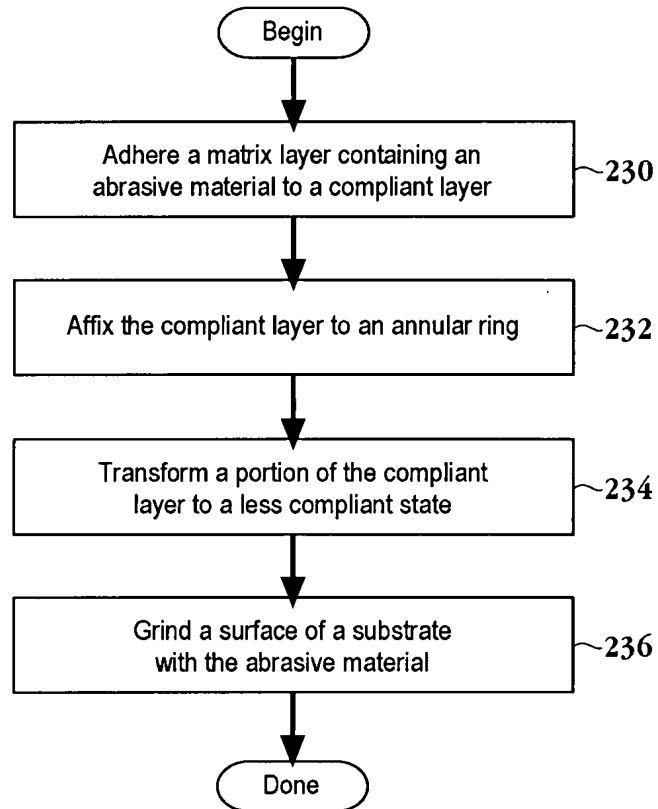 Begin
Adhere a matrix layer containing an
abrasive material to a compliant layer
230
Affix the compliant layer to an annular ring
232
Transform a portion of the compliant
layer to a less compliant state
234
Grind a surface of a substrate
with the abrasive material
236
Done